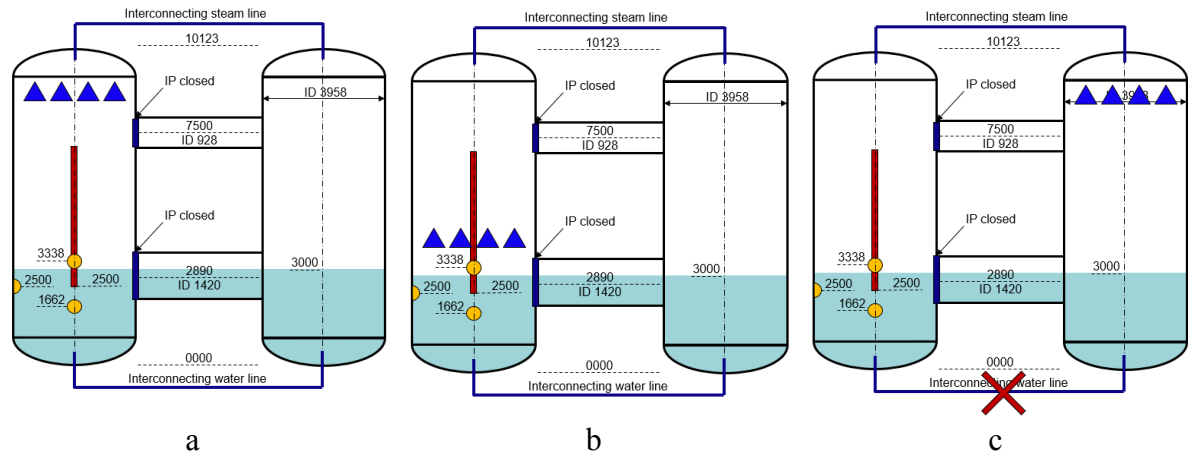 Interconnecting steam line
10123
IP closed
ID 3958
7500
ID 928
IP closed
3338
2890
3000
2500
2500
ID 1420
1662
0000
Interconnecting water line
a
Interconnecting steam line
10123
IP closed
ID 3958
7500
ID 928
IP closed
3338
2890
3000
2500
2500
ID 1420
1662
0000
Interconnecting water line
b
Interconnecting steam line
10123
IP closed
7500
ID 928
IP closed
3338
2890
3000
2500
2500
ID 1420
1662
0000
Interconnecting water line
c